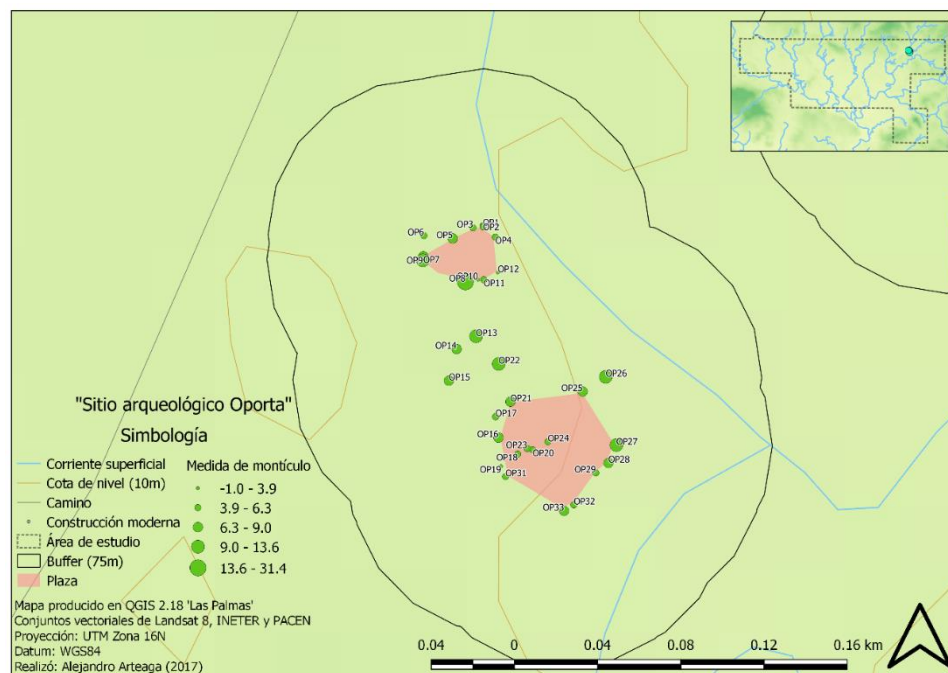 OP1
OP3
OP2
OP6
OP5
OP4
OP9
OP7
OP12
OP10
OP8
OP11
OP13
OP14
OP22
OP15
OP26
OP25
OP21
OP17
OP16
OP24
OP27
OP23
OP18
OP20
OP28
OP19
OP29
OP31
OP32
OP33
"Sitio arqueológico Oporta"
Simbología
Corriente superficial
Cota de nivel (10m)
Camino
Construcción moderna
Área de estudio
Buffer (75m)
Plaza
Medida de montículo
-1.0 - 3.9
3.9 - 6.3
6.3 - 9.0
9.0 - 13.6
13.6 - 31.4
Mapa producido en QGIS 2.18 'Las Palmas'
Conjuntos vectoriales de Landsat 8, INETER y PACEN
Proyección: UTM Zona 16N
Datum: WGS84
Realizó: Alejandro Arteaga (2017)
0.04 0 0.04 0.08 0.12 0.16 km